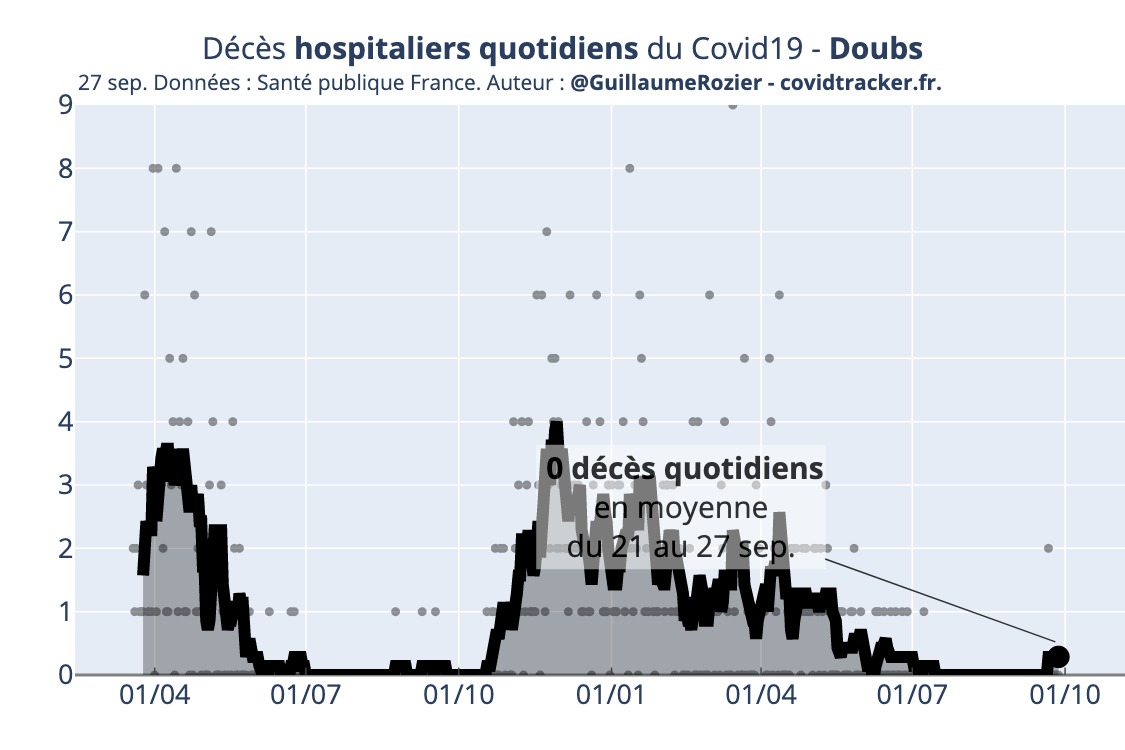 Décès hospitaliers quotidiens du Covid19 - Doubs
27 sep. Données : Santé publique France. Auteur : @GuillaumeRozier - covidtracker.fr.
9
8
7
6
5
4
3
2
1
0
0 décès quotidiens
en moyenne
du 21 au 27 sep.
01/04 01/07 01/10 01/01 01/04 01/07 01/10